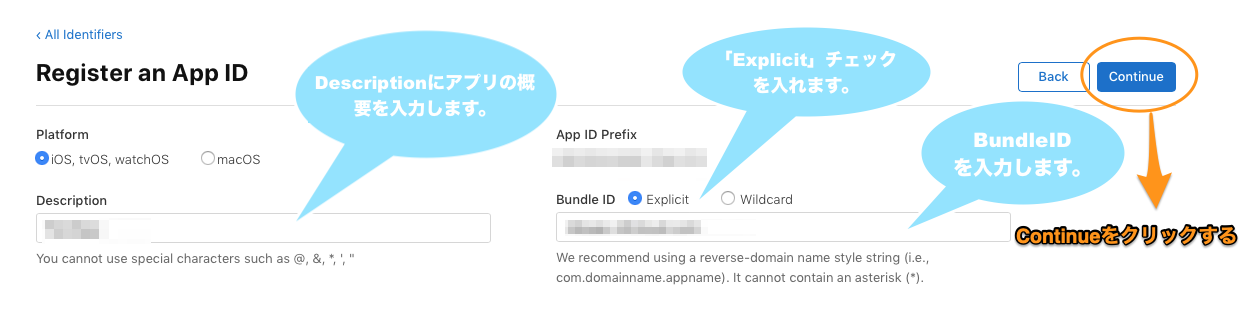 ‹ All Identifiers
Register an App ID
Descriptionにアプリの概
要を入力します。
「Explicit」チェック
を入れます。
Back
Continue
Platform
iOS, tvOS, watchOS
macOS
App ID Prefix
BundleID
を入力します。
Description
Bundle ID
Explicit
Wildcard
Continueをクリックする
You cannot use special characters such as @, &, *, ', "
We recommend using a reverse-domain name style string (i.e.,
com.domainname.appname). It cannot contain an asterisk (*).